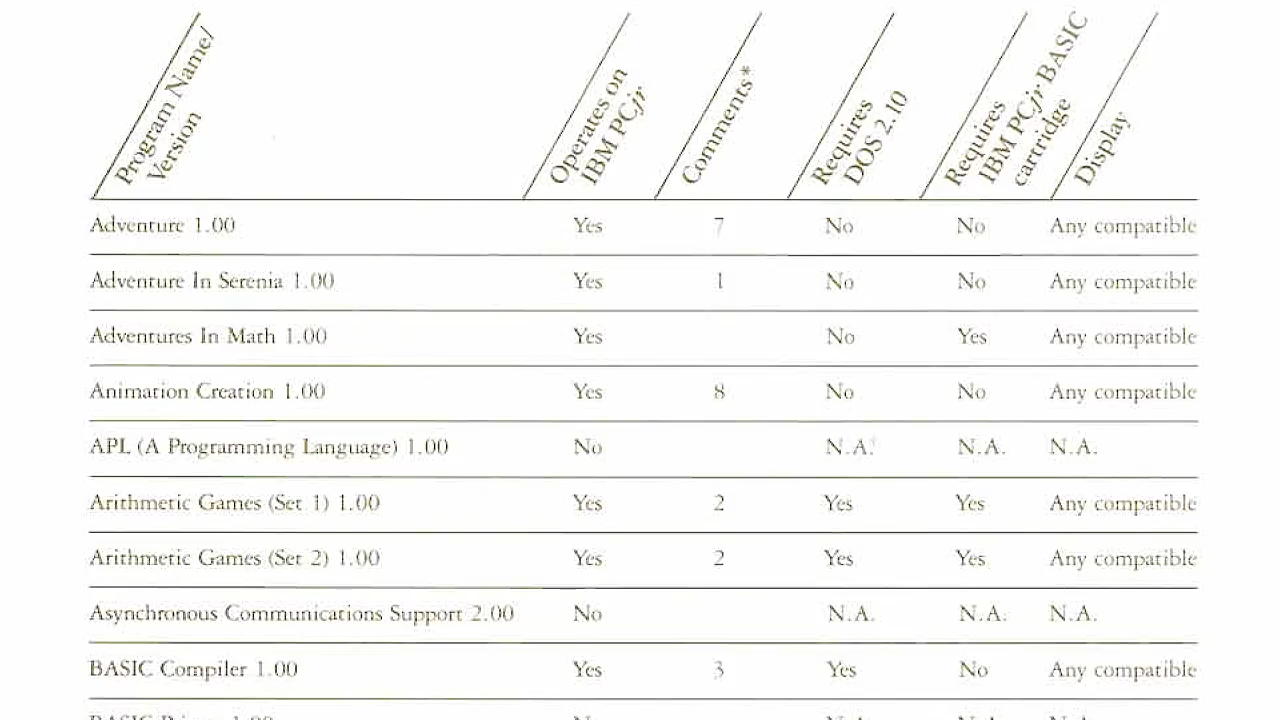 Program Name/
Version
Operates on
IBM PCjr
Comments*
Requires
DOS 2.10
Requires
IBM PCjr BASIC
cartridge
Display
Adventure 1.00 Yes 7 No No Any compatible
Adventure In Serenia 1.00 Yes 1 No No Any compatible
Adventures In Math 1.00 Yes No Yes Any compatible
Animation Creation 1.00 Yes 8 No No Any compatible
APL (A Programming Language) 1.00 No N.A. N.A. N.A.
Arithmetic Games (Set 1) 1.00 Yes 2 Yes Yes Any compatible
Arithmetic Games (Set 2) 1.00 Yes 2 Yes Yes Any compatible
Asynchronous Communications Support 2.00 No N.A. N.A. N.A.
BASIC Compiler 1.00 Yes 3 Yes No Any compatible